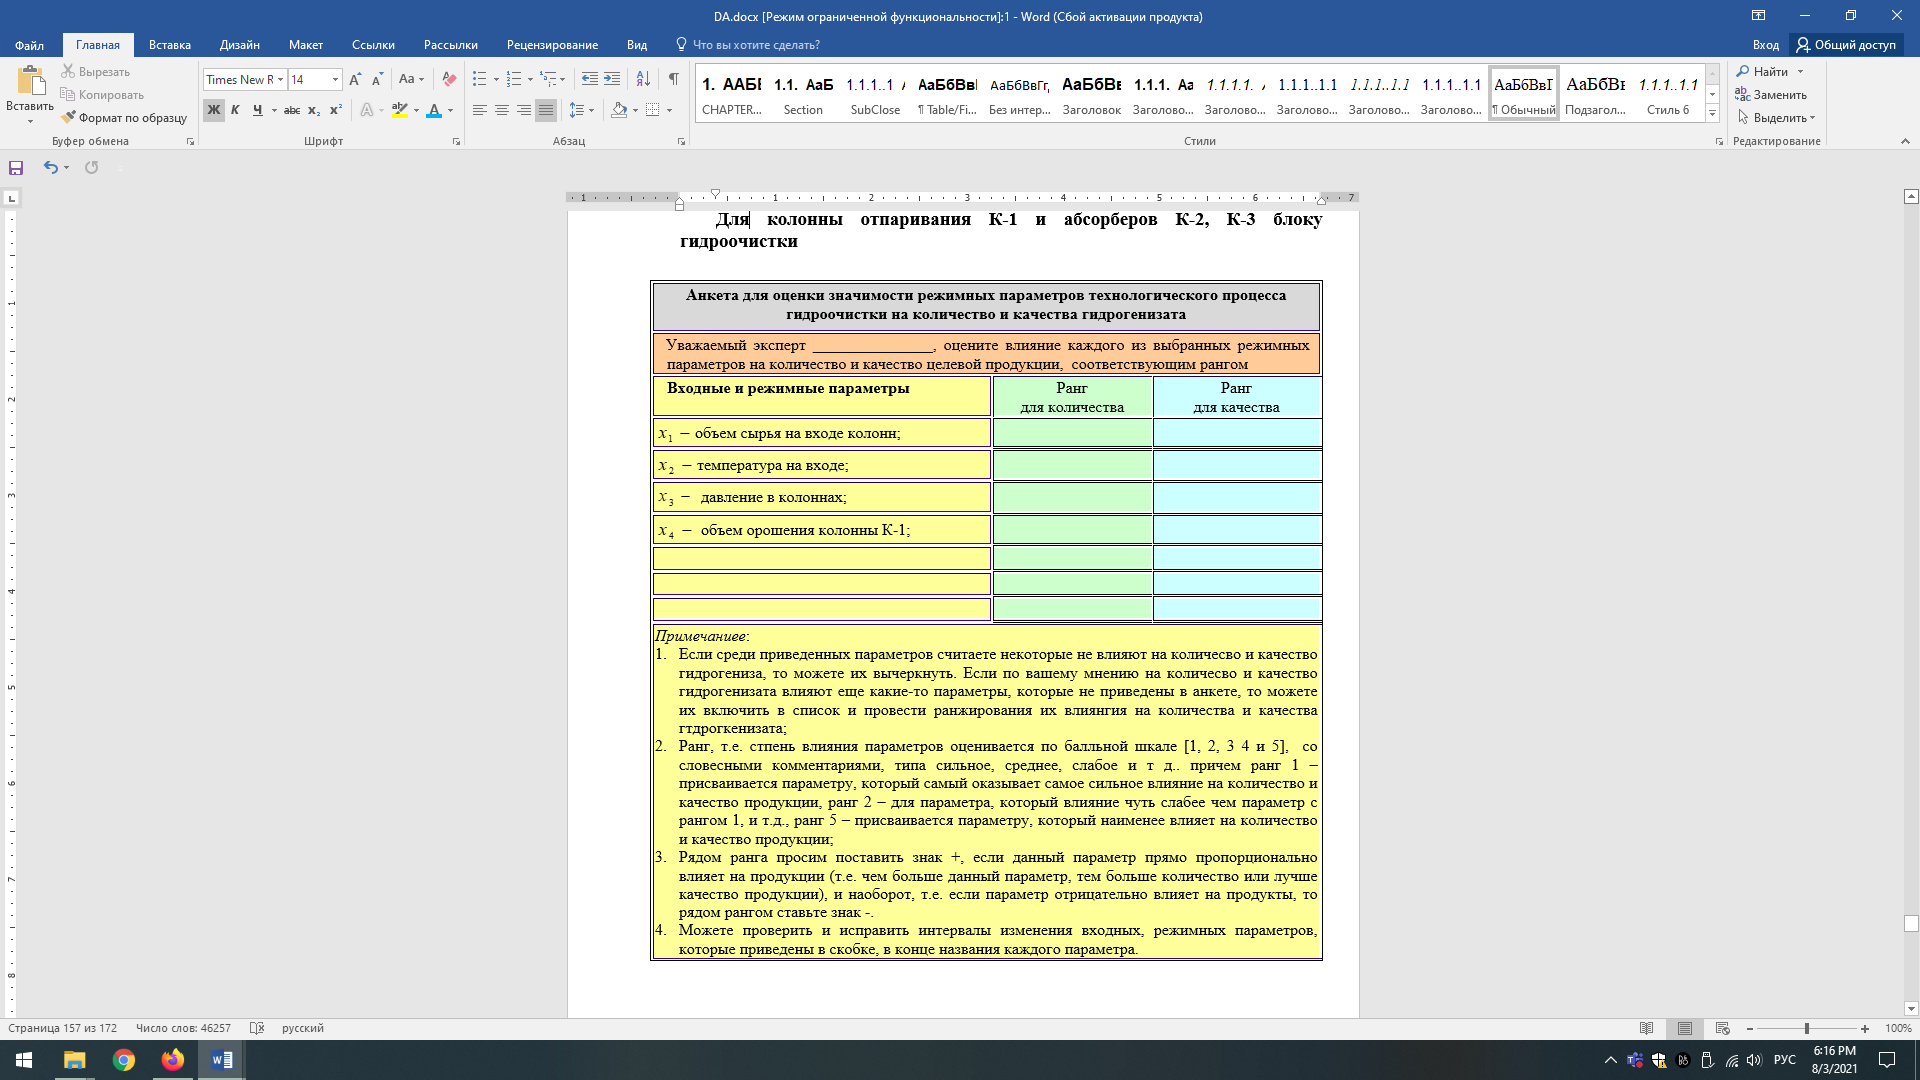 DA.docx [Режим ограниченной функциональности]:1 - Word (Сбой активации продукта)
Файл Главная Вставка Дизайн Макет Ссылки Рассылки Рецензирование Вид Что вы хотите сделать? Вход Общий доступ
Вставить
Вырезать
Копировать
Формат по образцу
Буфер обмена
Times New R 14
Шрифт
Абзац
CHAPTER... Section SubClose ¶ Table/Fi... Без интер... Заголовок Заголово... Заголово... Заголово... Заголово... Заголово... ¶ Обычный Подзагол... Стиль 6
Стили
Найти
Заменить
Выделить
Редактирование
Для колонны отпаривания К-1 и абсорберов К-2, К-3 блоку
гидроочистки
Анкета для оценки значимости режимных параметров технологического процесса
гидроочистки на количество и качества гидрогенизата
Уважаемый эксперт _______________, оцените влияние каждого из выбранных режимных
параметров на количество и качество целевой продукции, соответствующим рангом
Входные и режимные параметры
Ранг
для количества
Ранг
для качества
x1 – объем сырья на входе колонн;
x2 – температура на входе;
x3 – давление в колоннах;
x4 – объем орошения колонны К-1;
Примечаниее:
1. Если среди приведенных параметров считаете некоторые не влияют на количесво и качество
гидрогениза, то можете их вычеркнуть. Если по вашему мнению на количесво и качество
гидрогенизата влияют еще какие-то параметры, которые не приведены в анкете, то можете
их включить в список и провести ранжирования их влиянгия на количества и качества
гтдрогкенизата;
2. Ранг, т.е. стпень влияния параметров оценивается по балльной шкале [1, 2, 3 4 и 5], со
словесными комментариями, типа сильное, среднее, слабое и т д.. причем ранг 1 –
присваивается параметру, который самый оказывает самое сильное влияние на количество и
качество продукции, ранг 2 – для параметра, который влияние чуть слабее чем параметр с
рангом 1, и т.д., ранг 5 – присваивается параметру, который наименее влияет на количество
и качество продукции;
3. Рядом ранга просим поставить знак +, если данный параметр прямо пропорционально
влияет на продукции (т.е. чем больше данный параметр, тем больше количество или лучше
качество продукции), и наоборот, т.е. если параметр отрицательно влияет на продукты, то
рядом рангом ставьте знак -.
4. Можете проверить и исправить интервалы изменения входных, режимных параметров,
которые приведены в скобке, в конце названия каждого параметра.
Страница 157 из 172 Число слов: 46257 русский 100%
РУС
6:16 PM
8/3/2021